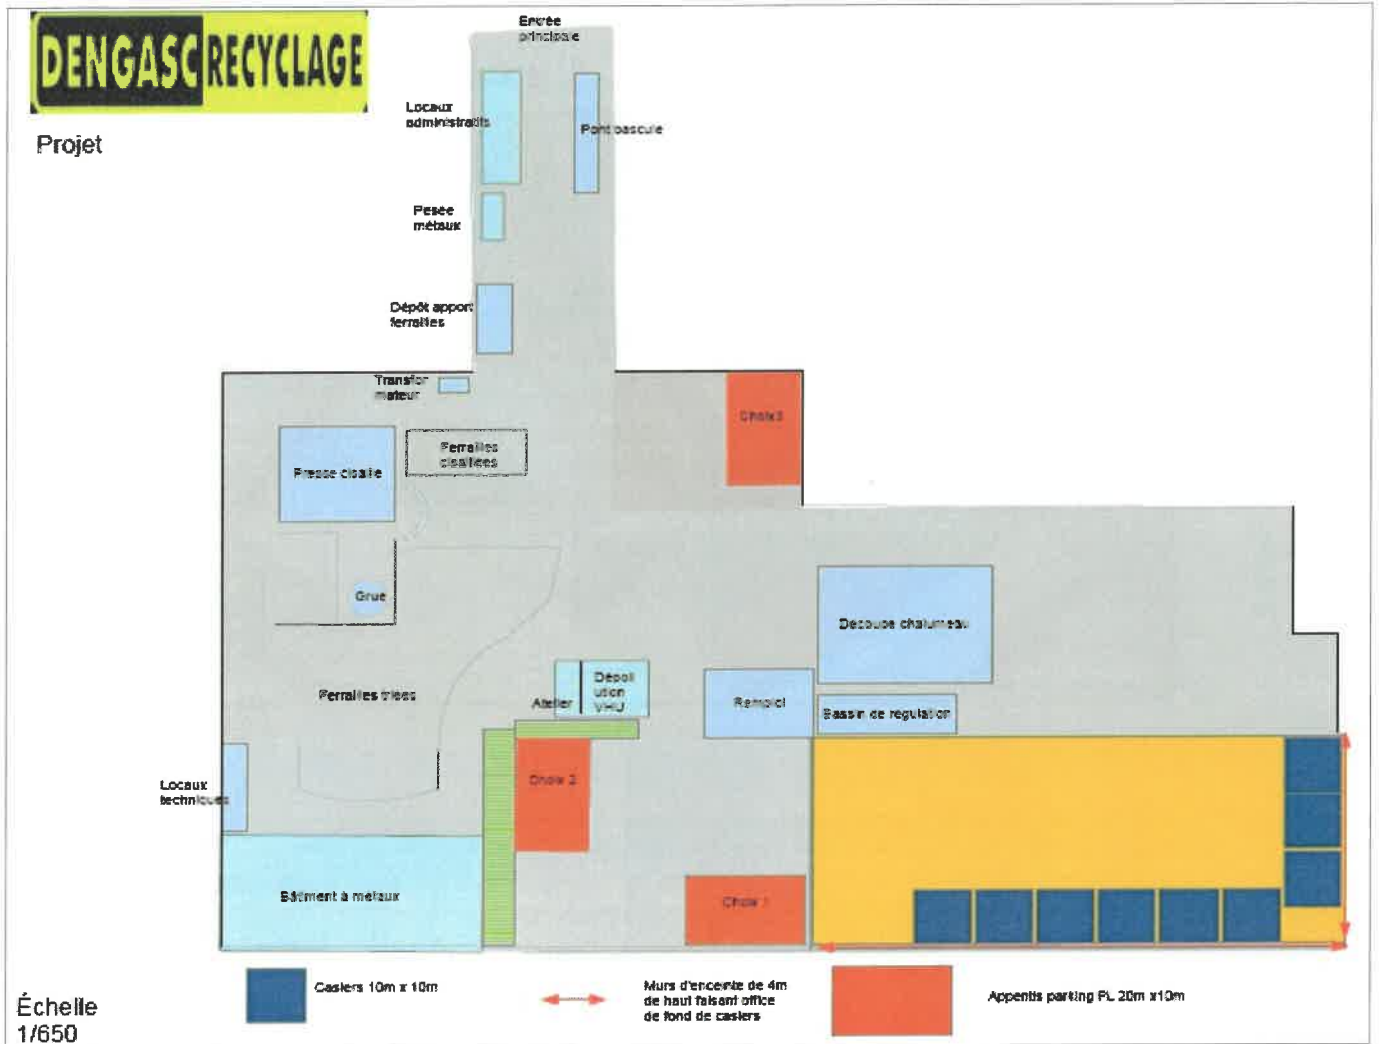 DENGASC RECYCLAGE
Projet
Entrée
principale
Locaux
administratifs
Pont bascule
Pesée
métaux
Dépôt apport
ferrailles
Transfor
mateur
Choix 3
Ferrailles
cisaillées
Presse cisaille
Grue
Découpe chalumeau
Ferrailles triées
Dépoll
ution
VHU
Atelier
Remploi
Bassin de régulation
Choix 2
Locaux
techniques
Bâtiment à métaux
Choix 1
Casiers 10m x 10m
Murs d'enceinte de 4m
de haut faisant office
de fond de casiers
Appentis parking PL 20m x10m
Échelle
1/650